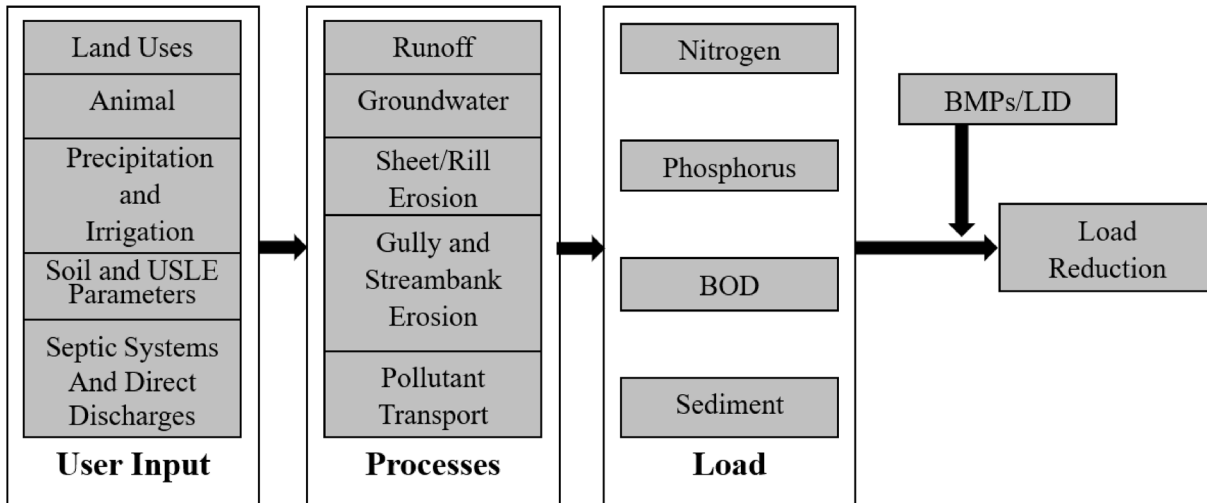 Land Uses
Animal
Precipitation
and
Irrigation
Soil and USLE
Parameters
Septic Systems
And Direct
Discharges
User Input
Runoff
Groundwater
Sheet/Rill
Erosion
Gully and
Streambank
Erosion
Pollutant
Transport
Processes
Nitrogen
Phosphorus
BOD
Sediment
Load
BMPs/LID
Load
Reduction